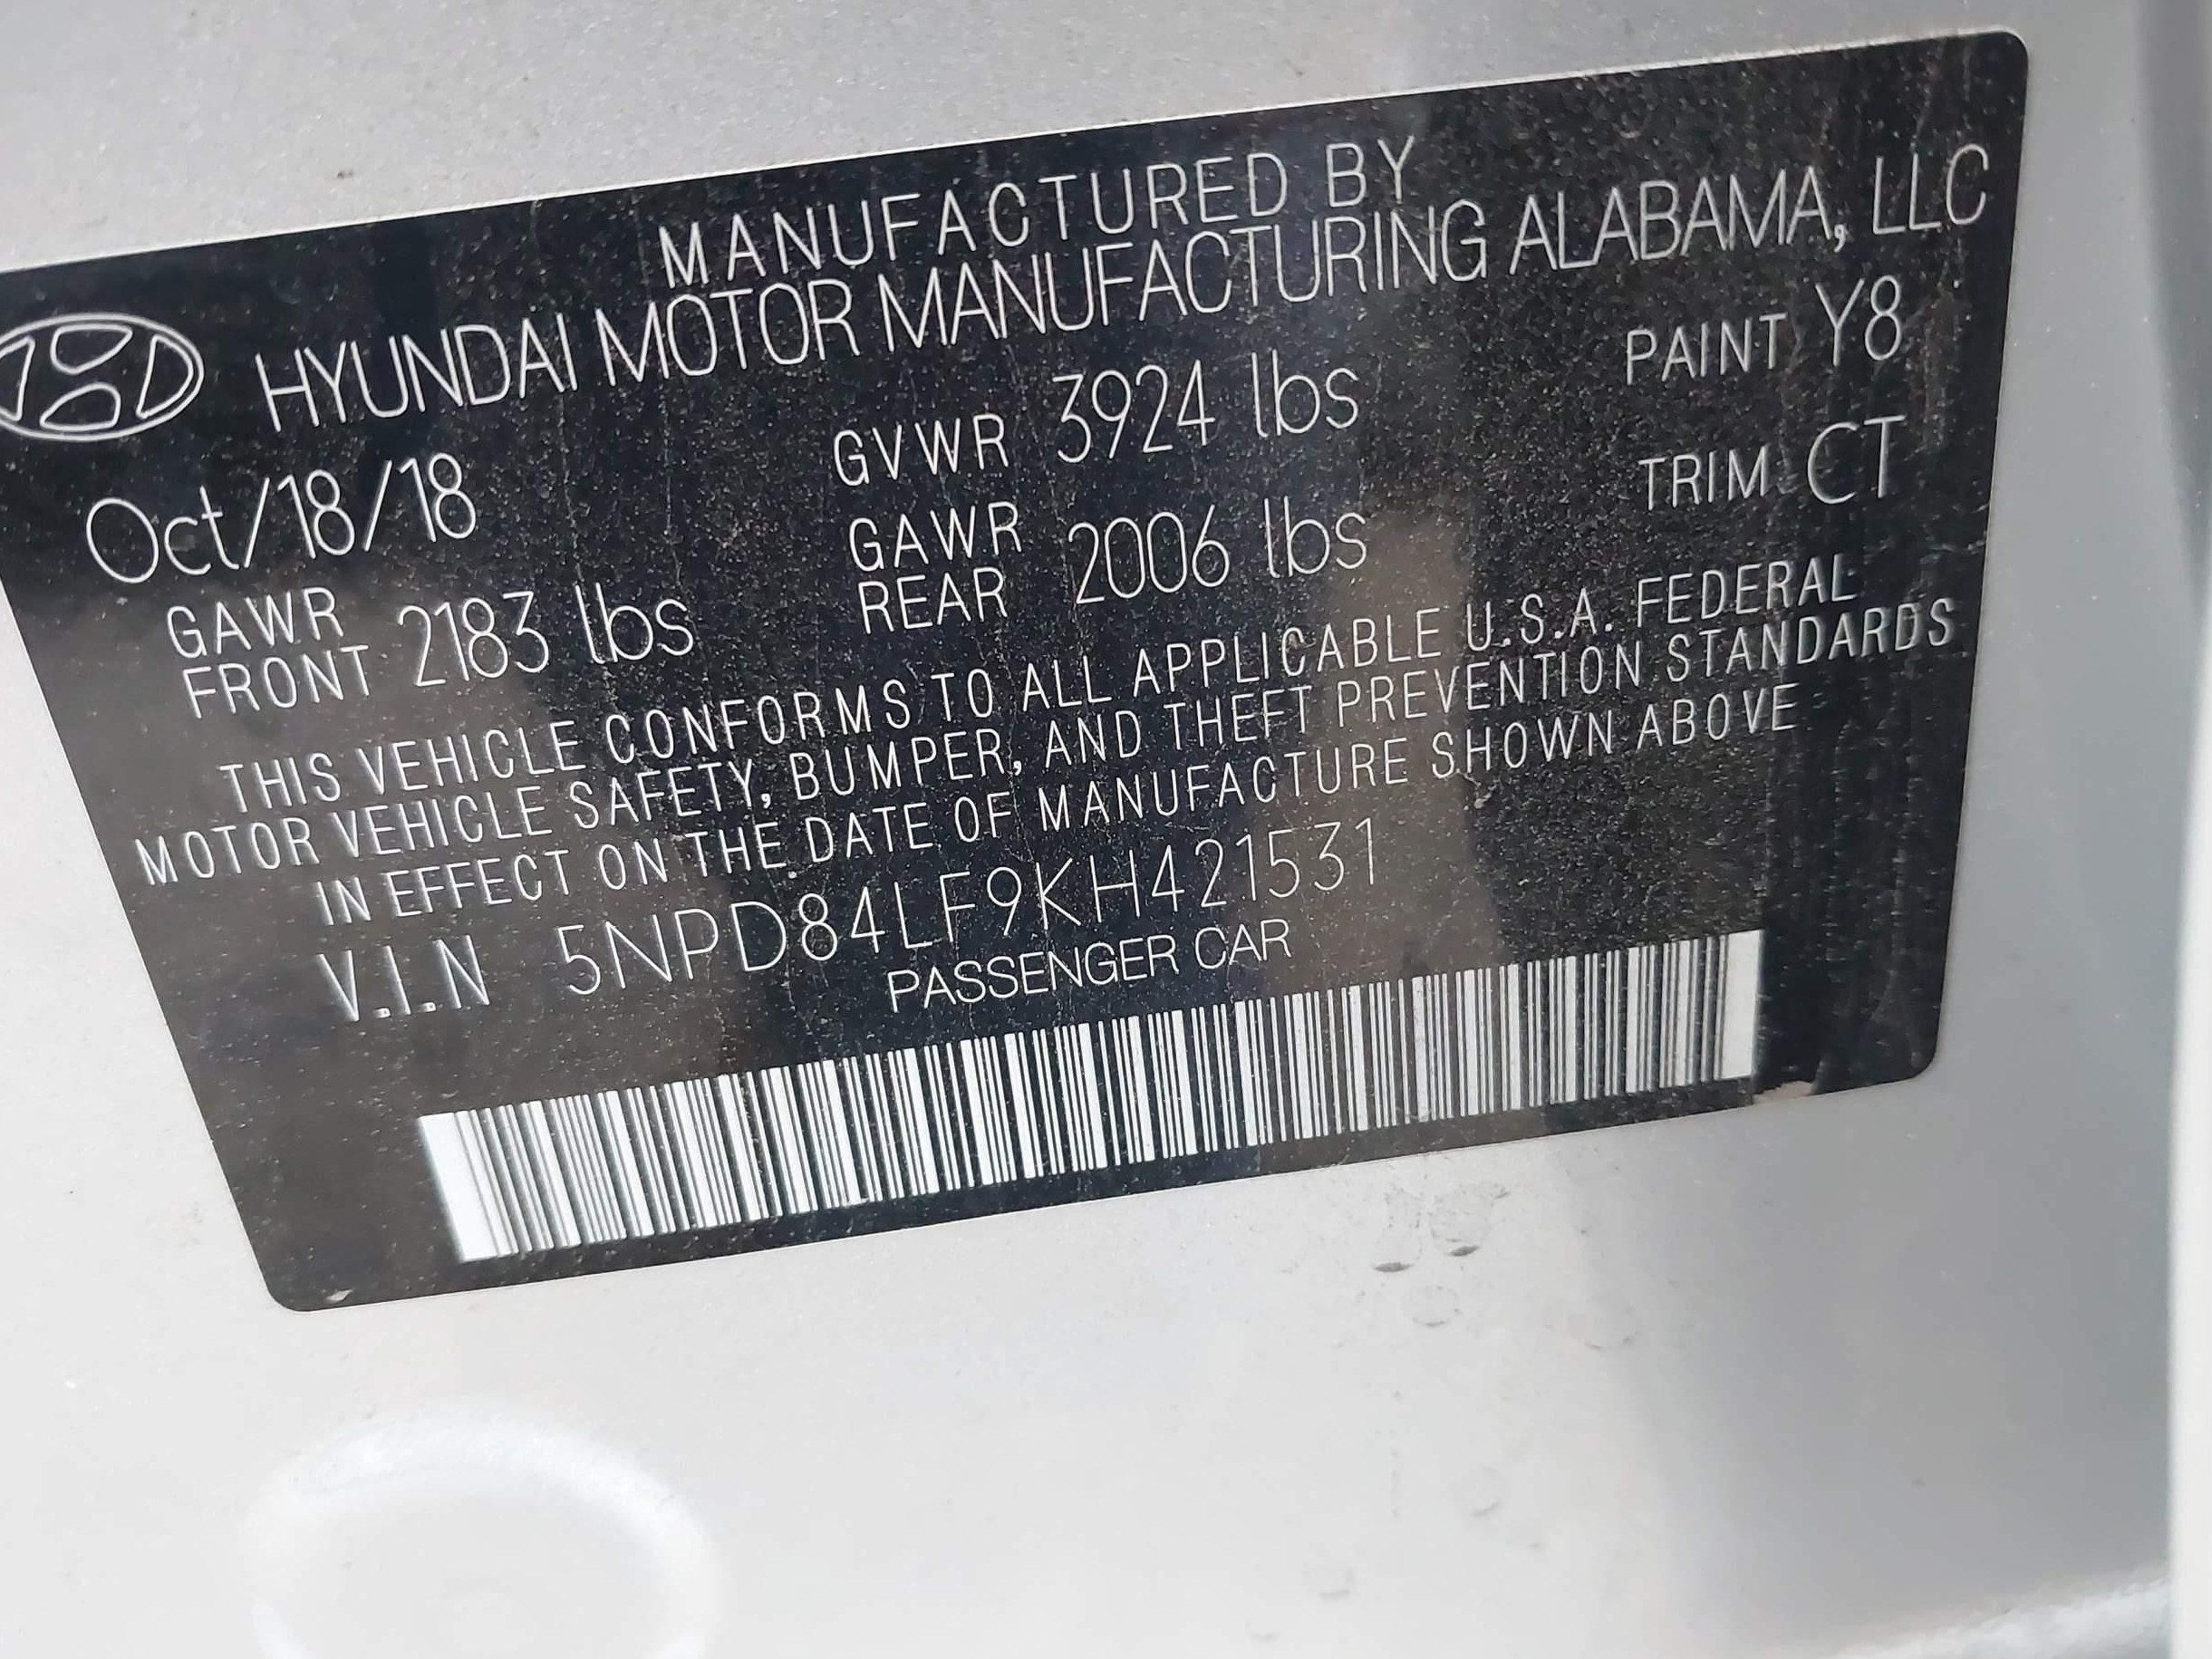 MANUFACTURED BY
HYUNDAI MOTOR MANUFACTURING ALABAMA, LLC
Oct/18/18 GVWR 3924 lbs PAINT Y8
GAWR FRONT 2183 lbs GAWR REAR 2006 lbs TRIM CT
THIS VEHICLE CONFORMS TO ALL APPLICABLE U.S.A. FEDERAL
MOTOR VEHICLE SAFETY, BUMPER, AND THEFT PREVENTION STANDARDS
IN EFFECT ON THE DATE OF MANUFACTURE SHOWN ABOVE
V.I.N 5NPD84LF9KH421531
PASSENGER CAR